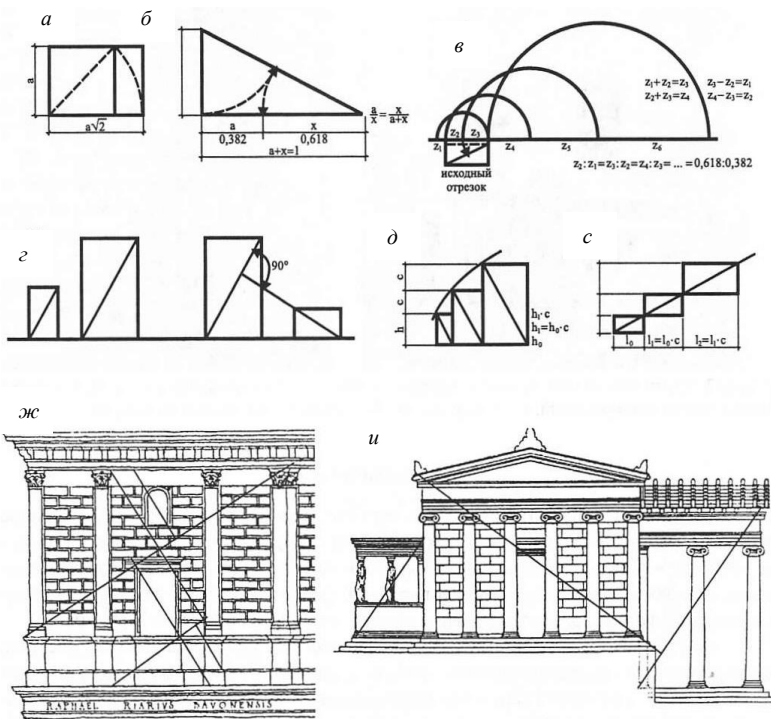 а
a
a√2
б
a x
0,382 0,618
a+x=1
a/x = x/a+x
в
z₁+z₂=z₃ z₃−z₂=z₁
z₂+z₃=z₄ z₄−z₃=z₂
z₁ z₂ z₃ z₄ z₅ z₆
исходный
отрезок
z₂:z₁=z₃:z₂=z₄:z₃= ... =0,618:0,382
г
90°
д
c
c
h
h₁·c
h₁=h₀·c
h₀
с
l₀ l₁=l₀·c l₂=l₁·c
ж
RAPHAEL RIARIVS DAVONENSIS
и